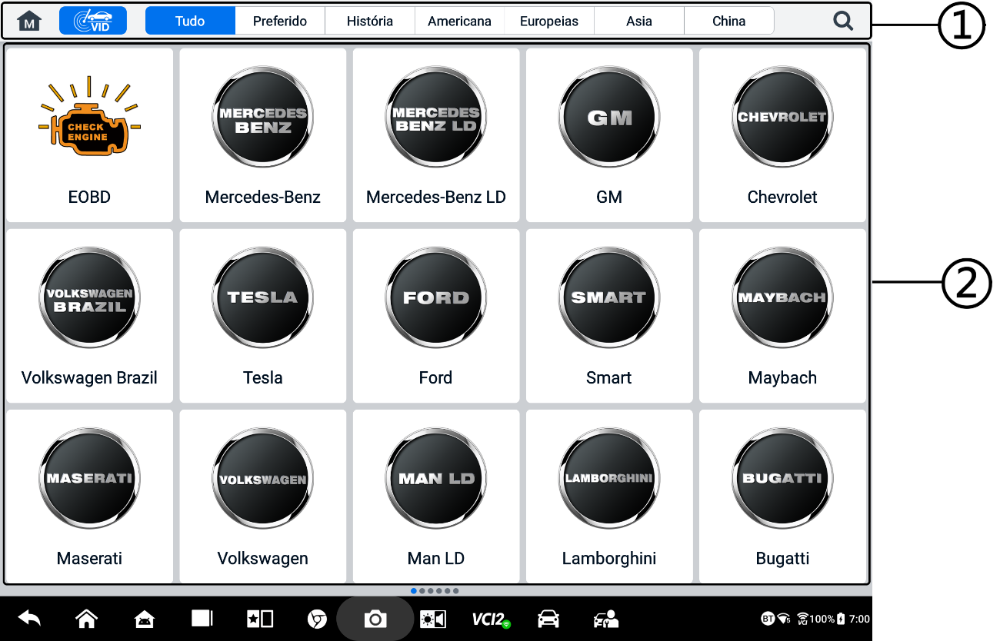 M
VID
Tudo
Preferido
História
Americana
Europeias
Asia
China
1
CHECK
ENGINE
MERCEDES
BENZ
MERCEDES
BENZ LD
GM
CHEVROLET
EOBD
Mercedes-Benz
Mercedes-Benz LD
GM
Chevrolet
2
VOLKSWAGEN
BRAZIL
TESLA
FORD
SMART
MAYBACH
Volkswagen Brazil
Tesla
Ford
Smart
Maybach
MASERATI
VOLKSWAGEN
MAN LD
LAMBORGHINI
BUGATTI
Maserati
Volkswagen
Man LD
Lamborghini
Bugatti
VCI2
BT
5
VCI
100%
7:00